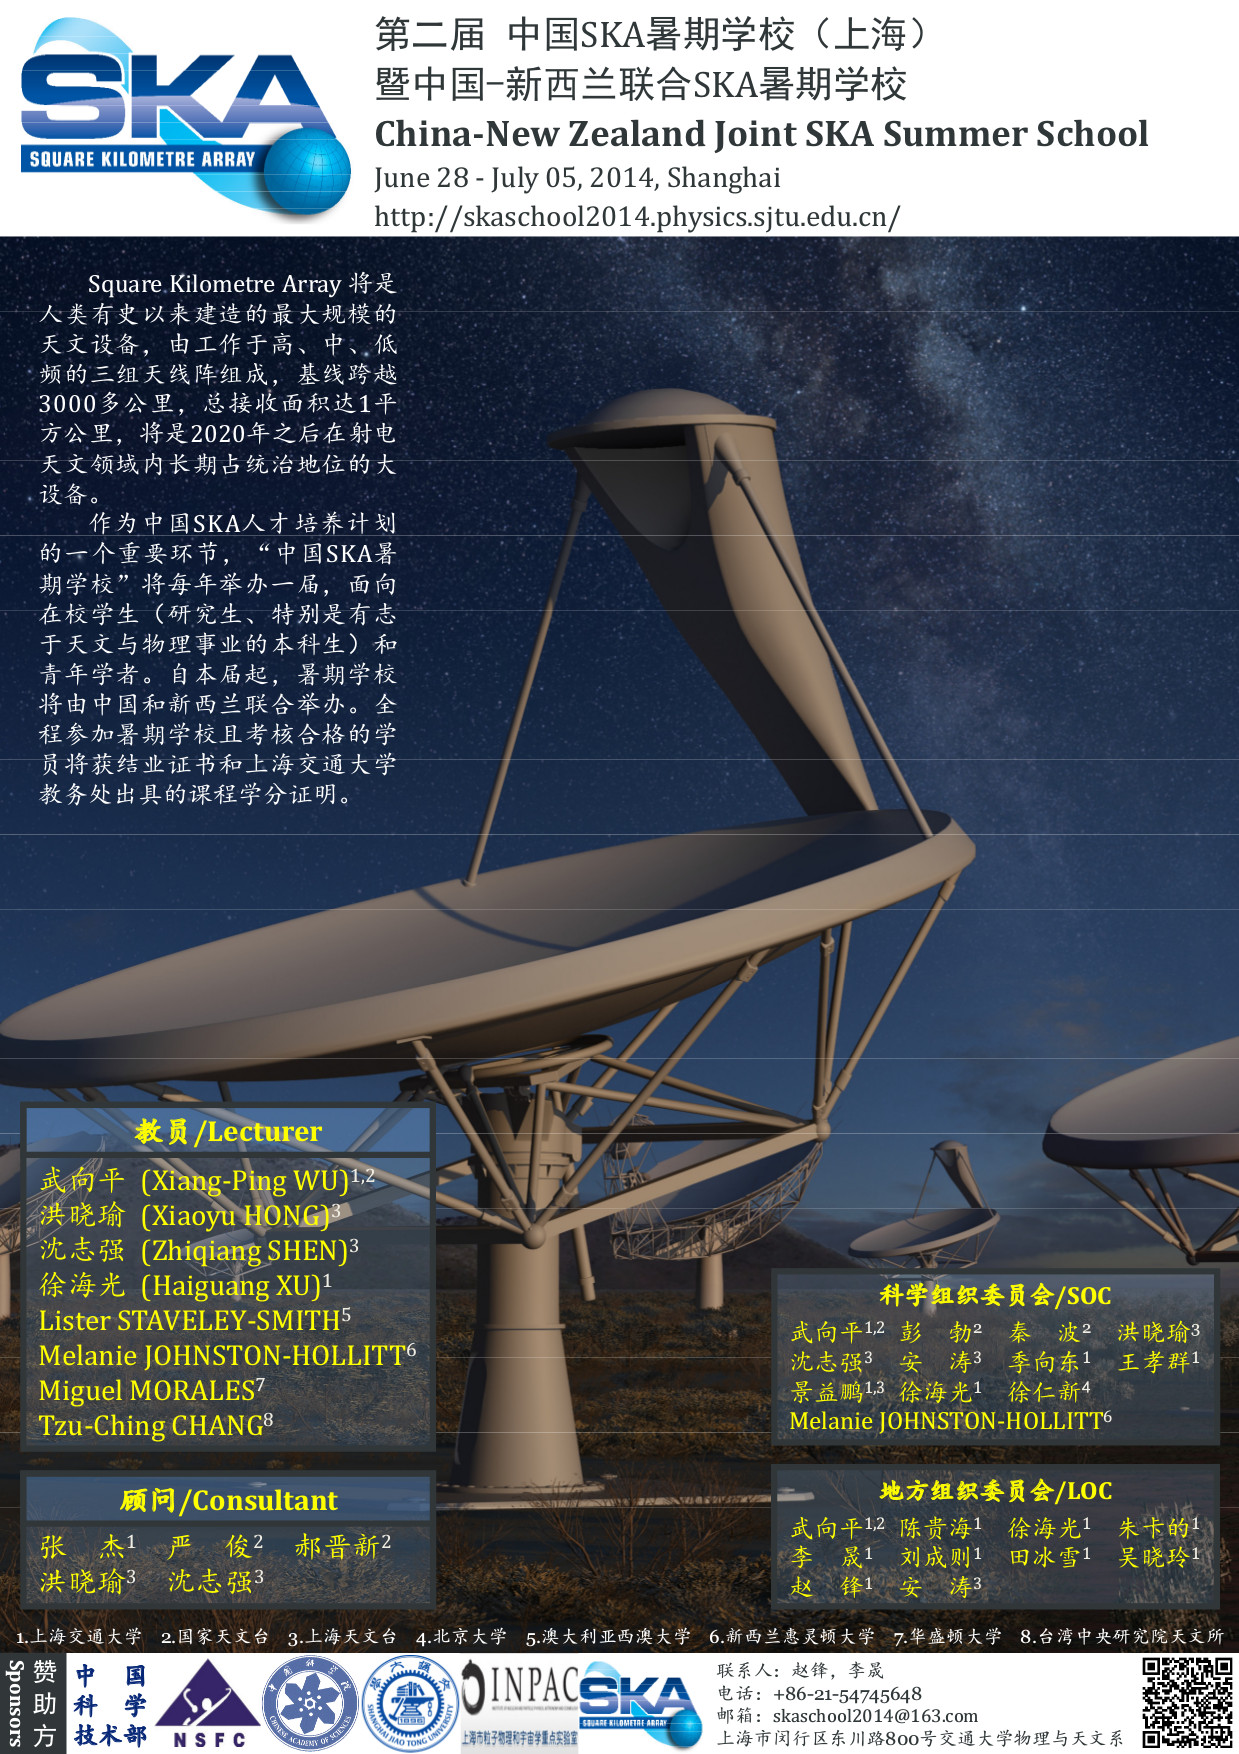 SKA
SQUARE KILOMETRE ARRAY
第二届 中国SKA暑期学校（上海）
暨中国-新西兰联合SKA暑期学校
China-New Zealand Joint SKA Summer School
June 28 - July 05, 2014, Shanghai
http://skaschool2014.physics.sjtu.edu.cn/
Square Kilometre Array 将是
人类有史以来建造的最大规模的
天文设备，由工作于高、中、低
频的三组天线阵组成，基线跨越
3000多公里，总接收面积达1平
方公里，将是2020年之后在射电
天文领域内长期占统治地位的大
设备。
作为中国SKA人才培养计划
的一个重要环节，“中国SKA暑
期学校”将每年举办一届，面向
在校学生（研究生、特别是有志
于天文与物理事业的本科生）和
青年学者。自本届起，暑期学校
将由中国和新西兰联合举办。全
程参加暑期学校且考核合格的学
员将获结业证书和上海交通大学
教务处出具的课程学分证明。
教员/Lecturer
武向平 (Xiang-Ping WU)1,2
洪晓瑜 (Xiaoyu HONG)3
沈志强 (Zhiqiang SHEN)3
徐海光 (Haiguang XU)1
Lister STAVELEY-SMITH5
Melanie JOHNSTON-HOLLITT6
Miguel MORALES7
Tzu-Ching CHANG8
顾问/Consultant
张 杰1 严 俊2 郝晋新2
洪晓瑜3 沈志强3
科学组织委员会/SOC
武向平1,2 彭 勃2 秦 波2 洪晓瑜3
沈志强3 安 涛3 季向东1 王孝群1
景益鹏1,3 徐海光1 徐仁新4
Melanie JOHNSTON-HOLLITT6
地方组织委员会/LOC
武向平1,2 陈贵海1 徐海光1 朱卡的1
李 晟1 刘成则1 田冰雪1 吴晓玲1
赵 锋1 安 涛3
1.上海交通大学 2.国家天文台 3.上海天文台 4.北京大学 5.澳大利亚西澳大学 6.新西兰惠灵顿大学 7.华盛顿大学 8.台湾中央研究院天文所
赞助方
Sponsors
中国
科学
技术部
NSFC
中国科学院
CHINESE ACADEMY OF SCIENCES
上海交通大学
SHANGHAI JIAO TONG UNIVERSITY
INPAC
上海市粒子物理和宇宙学重点实验室
SKA
SQUARE KILOMETRE ARRAY
联系人：赵锋，李晟
电话：+86-21-54745648
邮箱：skaschool2014@163.com
上海市闵行区东川路800号交通大学物理与天文系